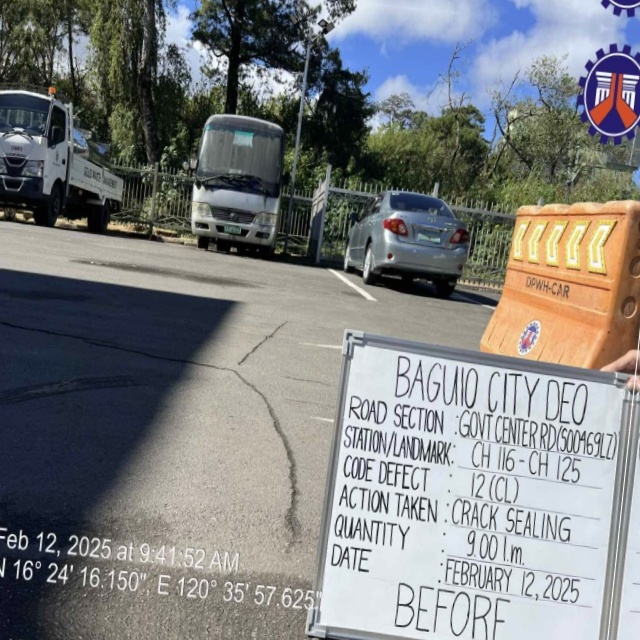 DPWH-CAR
BAGUIO CITY DEO
ROAD SECTION : GOVT CENTER RD(S00469LZ)
STATION/LANDMARK : CH 116 - CH 125
CODE DEFECT : 12 (CL)
ACTION TAKEN : CRACK SEALING
QUANTITY : 9.00 l.m.
DATE : FEBRUARY 12, 2025
BEFORE
Feb 12, 2025 at 9:41:52 AM
N 16° 24' 16.150", E 120° 35' 57.625"